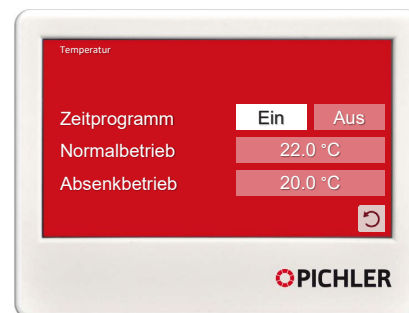 Temperatur
Zeitprogramm Ein Aus
Normalbetrieb 22.0 °C
Absenkbetrieb 20.0 °C
PICHLER